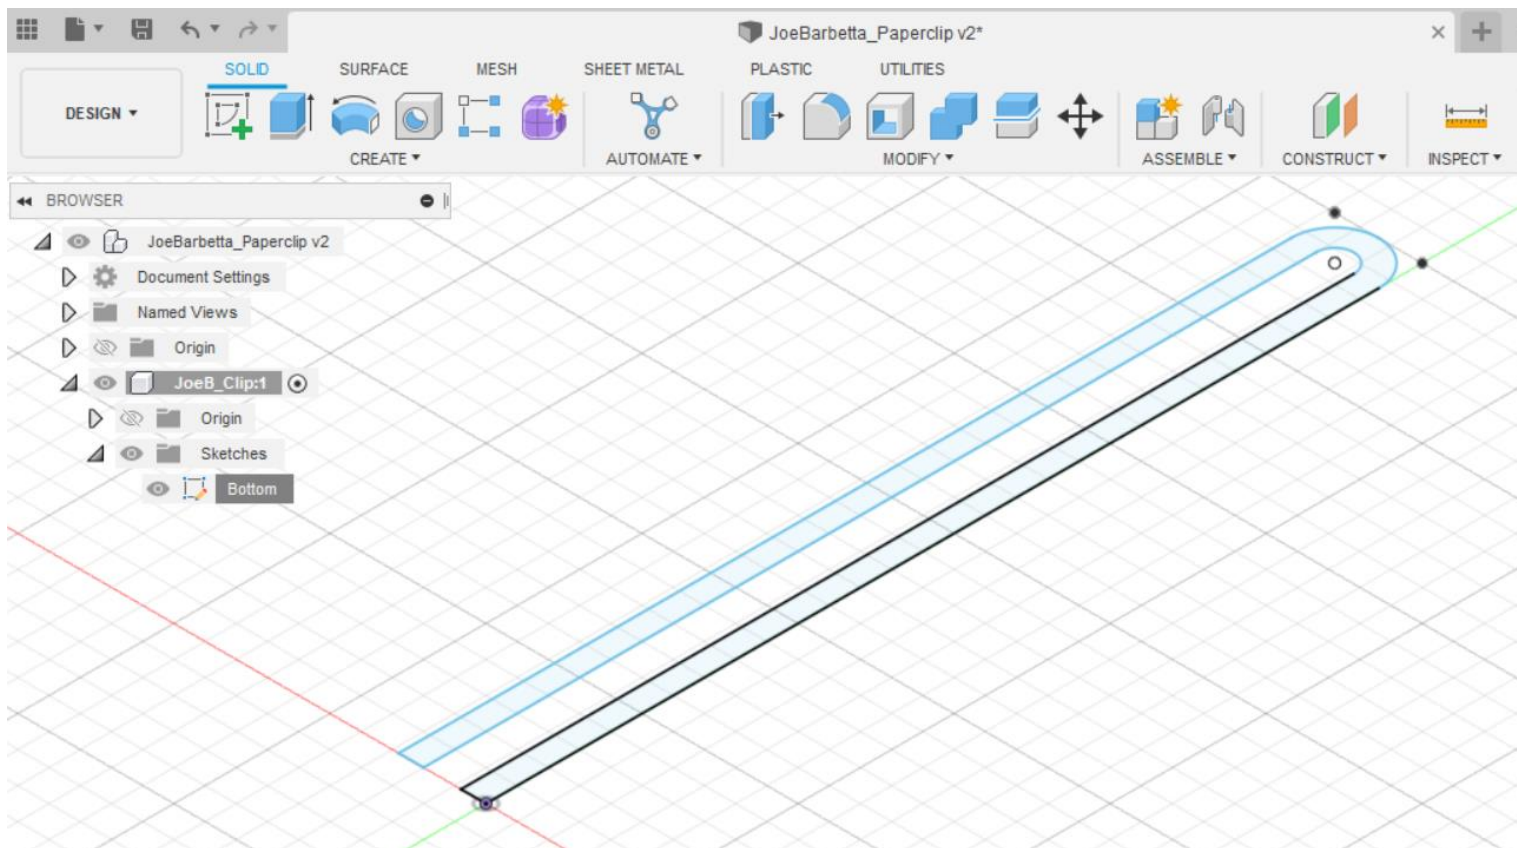 JoeBarbetta_Paperclip v2*
SOLID SURFACE MESH SHEET METAL PLASTIC UTILITIES
DESIGN
CREATE AUTOMATE MODIFY ASSEMBLE CONSTRUCT INSPECT
BROWSER
JoeBarbetta_Paperclip v2
Document Settings
Named Views
Origin
JoeB_Clip:1
Origin
Sketches
Bottom